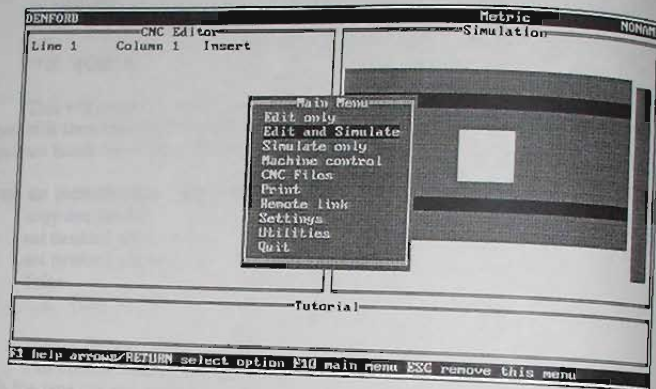 DENFORD Metric NONAM
CNC Editor
Line 1 Column 1 Insert
Simulation
Main Menu
Edit only
Edit and Simulate
Simulate only
Machine control
CNC Files
Print
Remote link
Settings
Utilities
Quit
Tutorial
F1 help arrows/RETURN select option F10 main menu ESC remove this menu